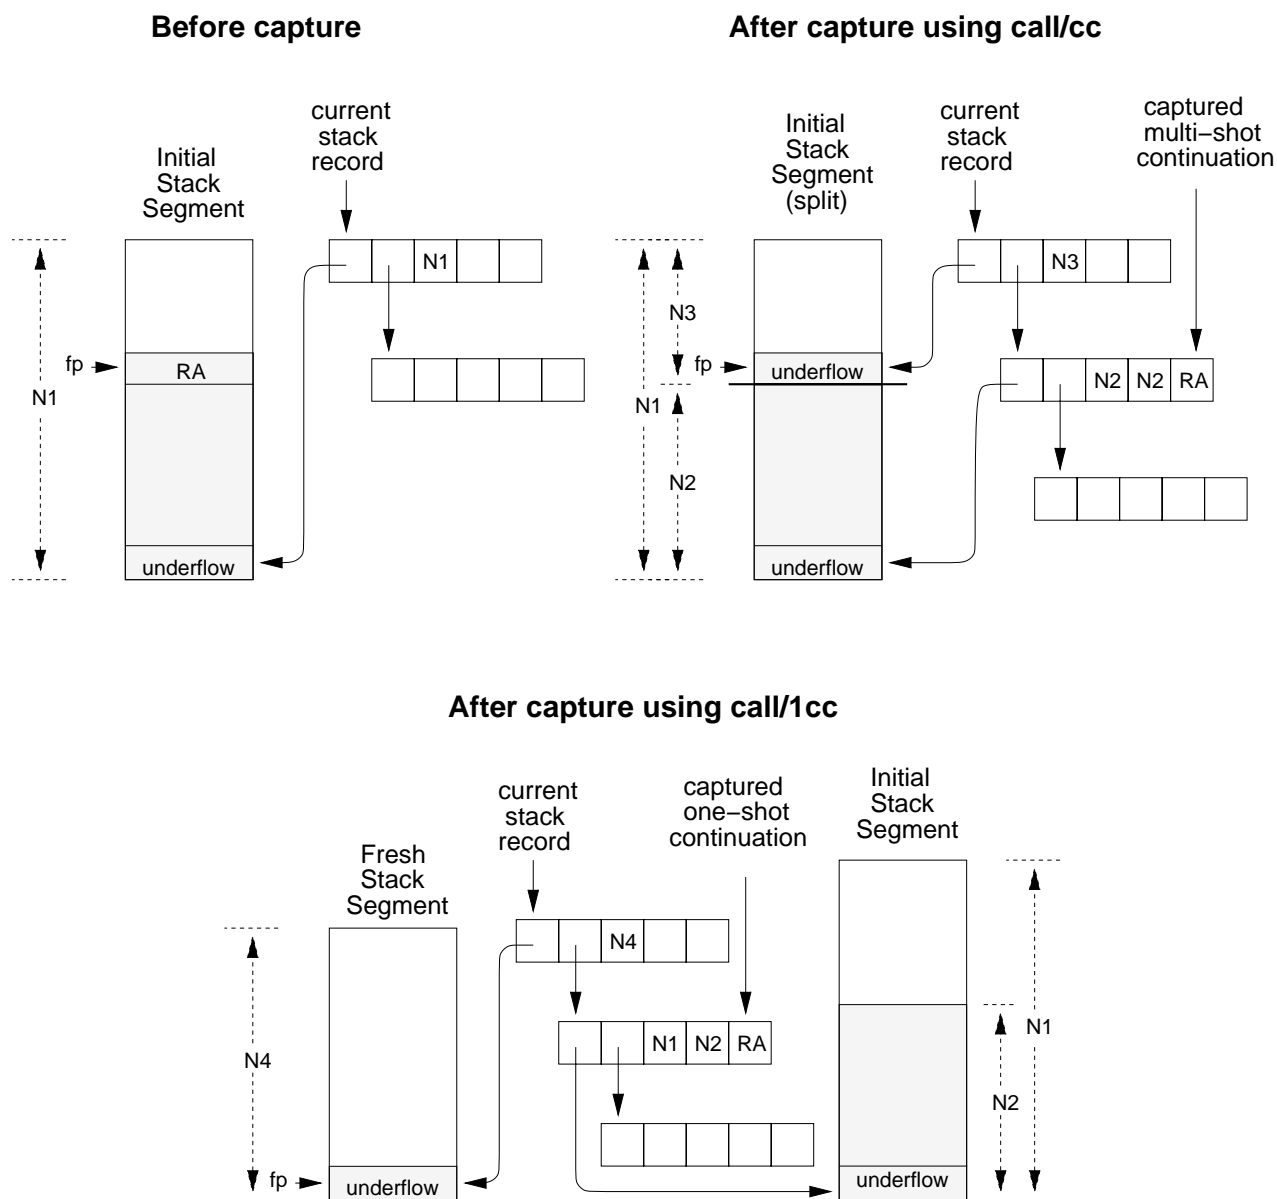 Before capture
After capture using call/cc
current
stack
record
Initial
Stack
Segment
N1
N1
fp
RA
underflow
Initial
Stack
Segment
(split)
current
stack
record
captured
multi−shot
continuation
N3
N3
fp
underflow
N1
N2
N2
RA
N2
underflow
After capture using call/1cc
Fresh
Stack
Segment
current
stack
record
captured
one−shot
continuation
Initial
Stack
Segment
N4
N4
N1
N2
RA
N1
N2
fp
underflow
underflow